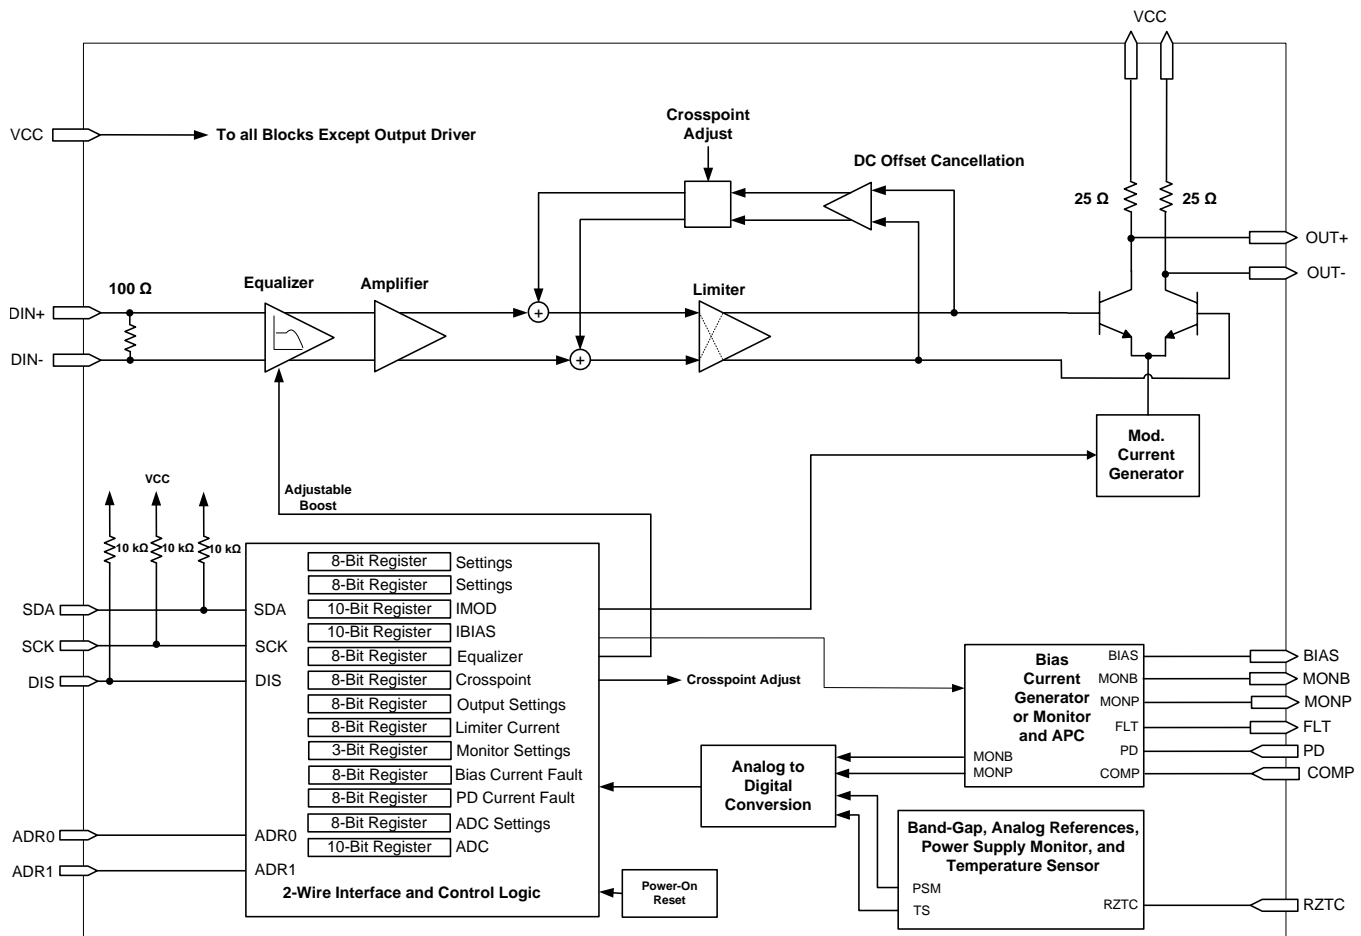 VCC
VCC
To all Blocks Except Output Driver
Crosspoint
Adjust
DC Offset Cancellation
25 Ω
25 Ω
OUT+
OUT-
100 Ω
Equalizer
Amplifier
Limiter
DIN+
DIN-
+
+
Mod.
Current
Generator
Adjustable
Boost
VCC
10 kΩ
10 kΩ
10 kΩ
SDA
SCK
DIS
ADR0
ADR1
SDA
SCK
DIS
ADR0
ADR1
8-Bit Register Settings
8-Bit Register Settings
10-Bit Register IMOD
10-Bit Register IBIAS
8-Bit Register Equalizer
8-Bit Register Crosspoint
8-Bit Register Output Settings
8-Bit Register Limiter Current
3-Bit Register Monitor Settings
8-Bit Register Bias Current Fault
8-Bit Register PD Current Fault
8-Bit Register ADC Settings
10-Bit Register ADC
2-Wire Interface and Control Logic
Crosspoint Adjust
Power-On
Reset
Analog to
Digital
Conversion
Bias
Current
Generator
or Monitor
and APC
BIAS
MONB
MONP
FLT
PD
COMP
MONB
MONP
BIAS
MONB
MONP
FLT
PD
COMP
Band-Gap, Analog References,
Power Supply Monitor, and
Temperature Sensor
PSM
TS
RZTC
RZTC